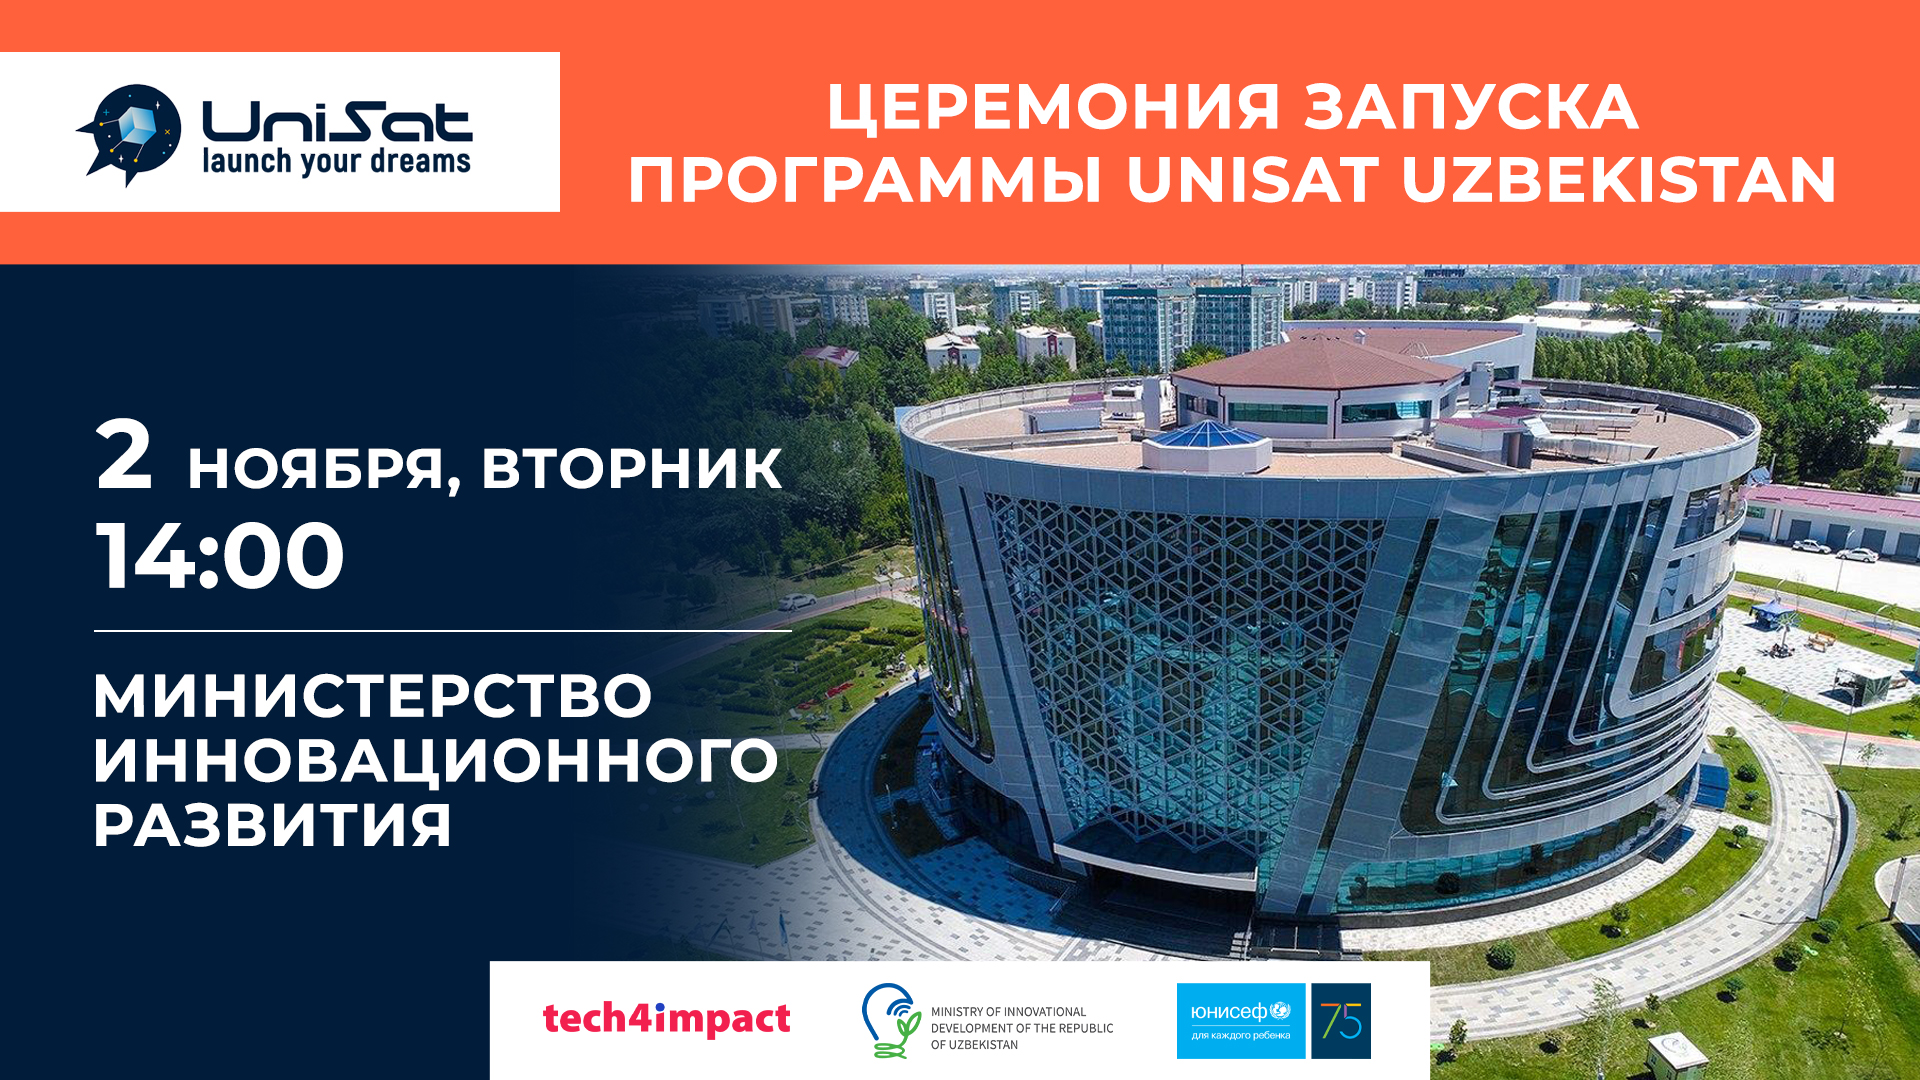 UniSat
launch your dreams
ЦЕРЕМОНИЯ ЗАПУСКА
ПРОГРАММЫ UNISAT UZBEKISTAN
2 НОЯБРЯ, ВТОРНИК
14:00
МИНИСТЕРСТВО
ИННОВАЦИОННОГО
РАЗВИТИЯ
tech4impact
MINISTRY OF INNOVATIONAL
DEVELOPMENT OF THE REPUBLIC
OF UZBEKISTAN
юнисеф
для каждого ребенка
75